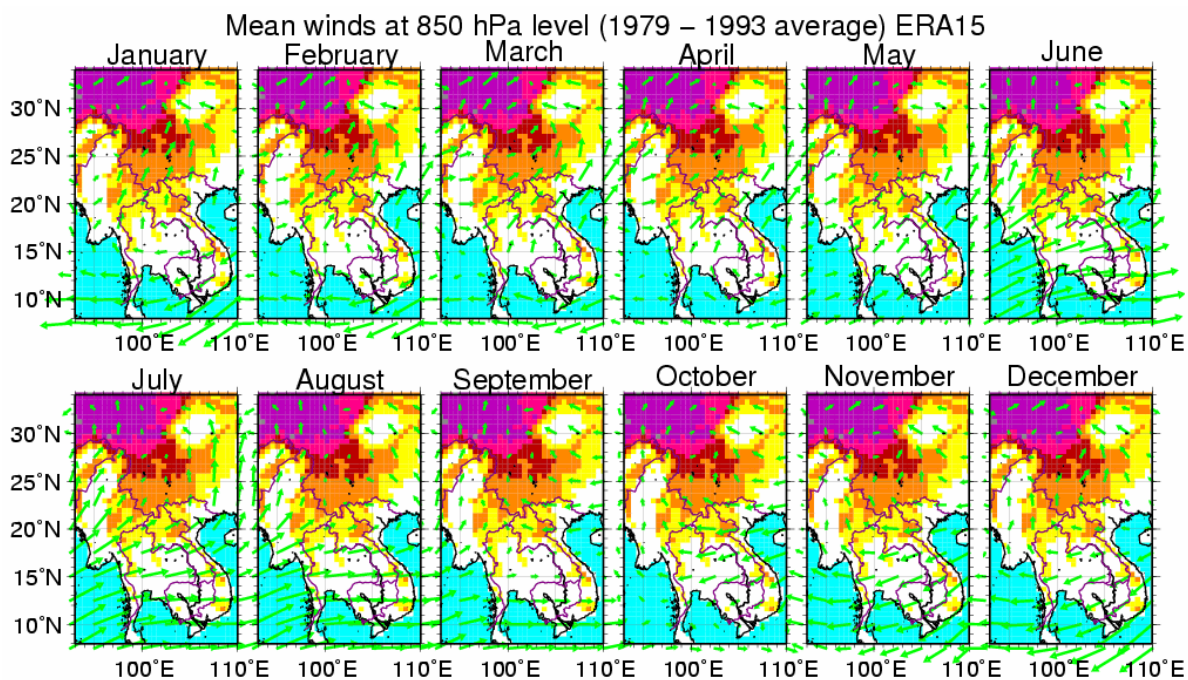 Mean winds at 850 hPa level (1979 – 1993 average) ERA15
January February March April May June
30˚N
25˚N
20˚N
15˚N
10˚N
100˚E 110˚E 100˚E 110˚E 100˚E 110˚E 100˚E 110˚E 100˚E 110˚E 100˚E 110˚E
July August September October November December
30˚N
25˚N
20˚N
15˚N
10˚N
100˚E 110˚E 100˚E 110˚E 100˚E 110˚E 100˚E 110˚E 100˚E 110˚E 100˚E 110˚E